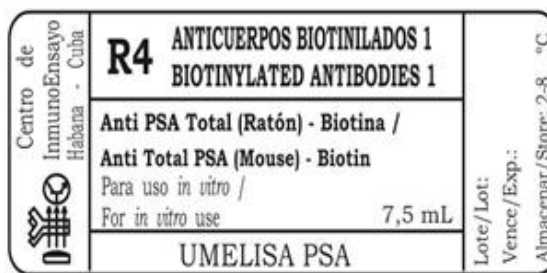 Centro de
InmunoEnsayo
Habana - Cuba
R4
ANTICUERPOS BIOTINILADOS 1
BIOTINYLATED ANTIBODIES 1
Anti PSA Total (Ratón) - Biotina /
Anti Total PSA (Mouse) - Biotin
Para uso in vitro /
For in vitro use
7,5 mL
UMELISA PSA
Lote/Lot:
Vence/Exp.:
Almacenar/Store: 2-8 °C